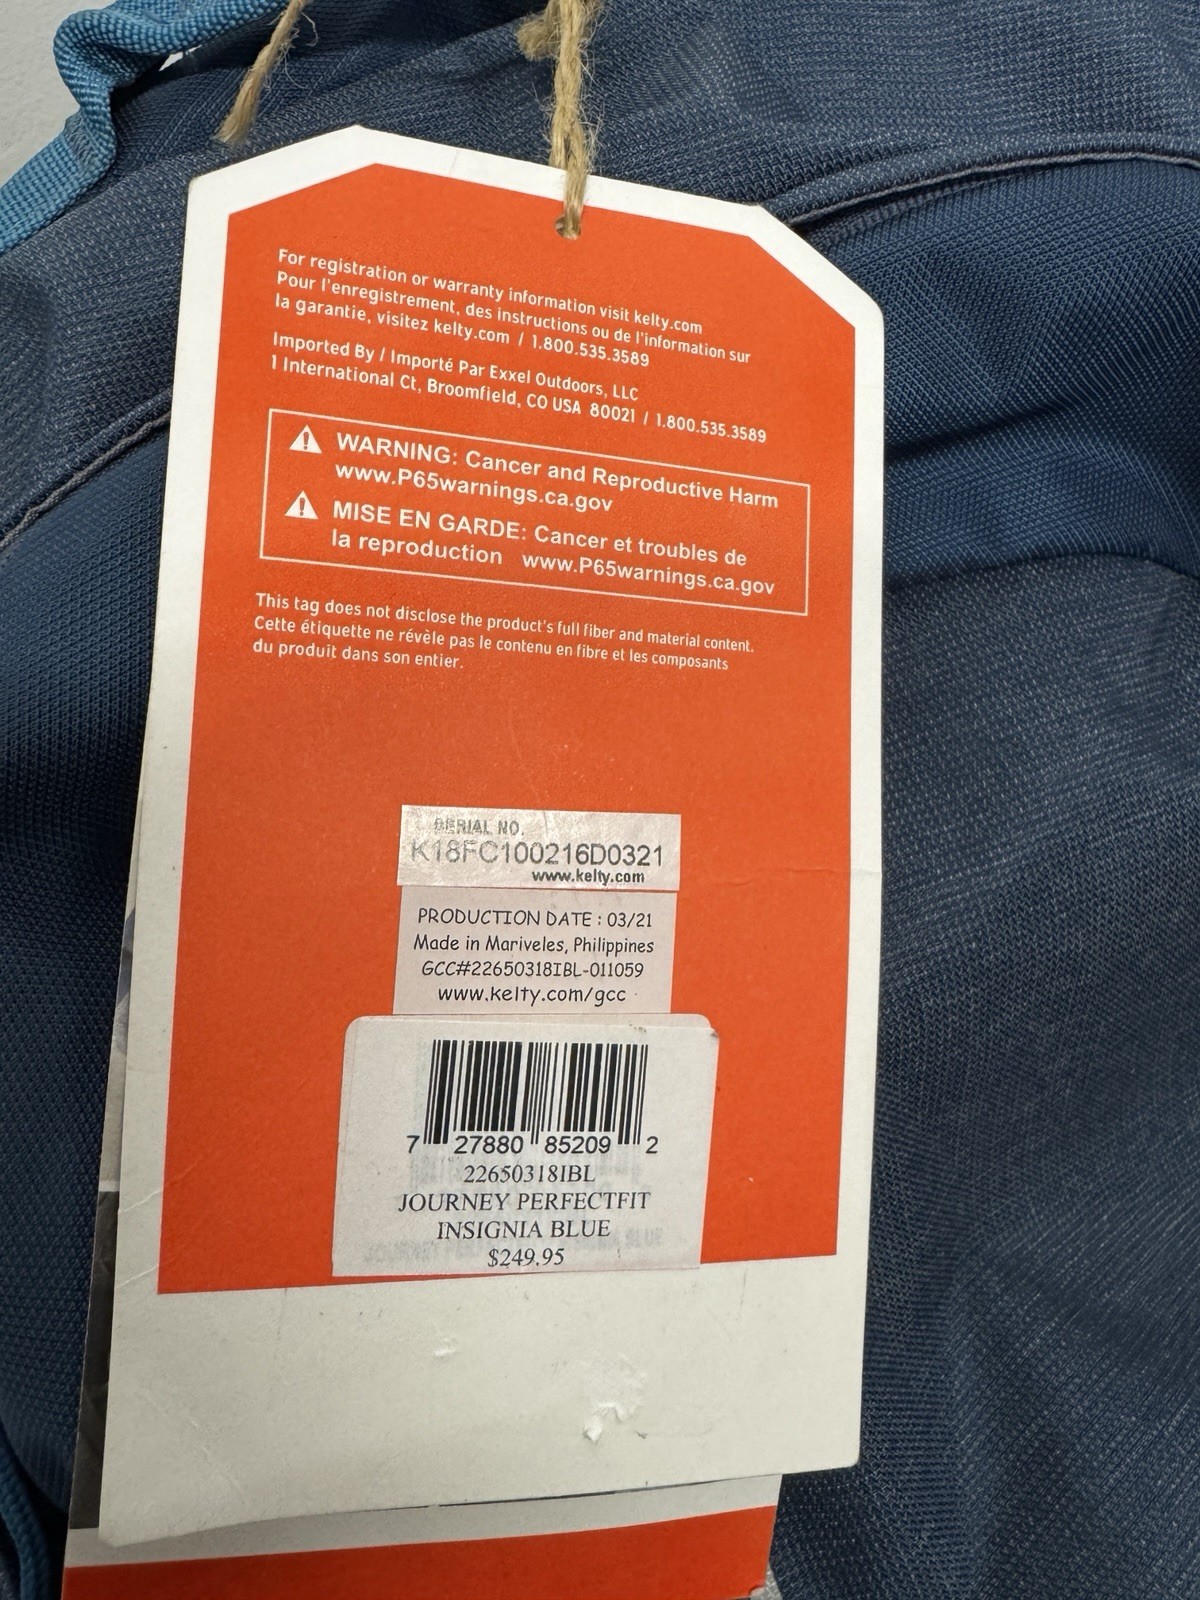 For registration or warranty information visit kelty.com
Pour l'enregistrement, des instructions ou de l'information sur
la garantie, visitez kelty.com / 1.800.535.3589
Imported By / Importé Par Exxel Outdoors, LLC
1 International Ct, Broomfield, CO USA 80021 / 1.800.535.3589
WARNING: Cancer and Reproductive Harm
www.P65warnings.ca.gov
MISE EN GARDE: Cancer et troubles de
la reproduction www.P65warnings.ca.gov
This tag does not disclose the product's full fiber and material content.
Cette étiquette ne révèle pas le contenu en fibre et les composants
du produit dans son entier.
SERIAL NO.
K18FC100216D0321
www.kelty.com
PRODUCTION DATE : 03/21
Made in Mariveles, Philippines
GCC#22650318IBL-011059
www.kelty.com/gcc
7 27880 85209 2
22650318IBL
JOURNEY PERFECTFIT
INSIGNIA BLUE
$249.95